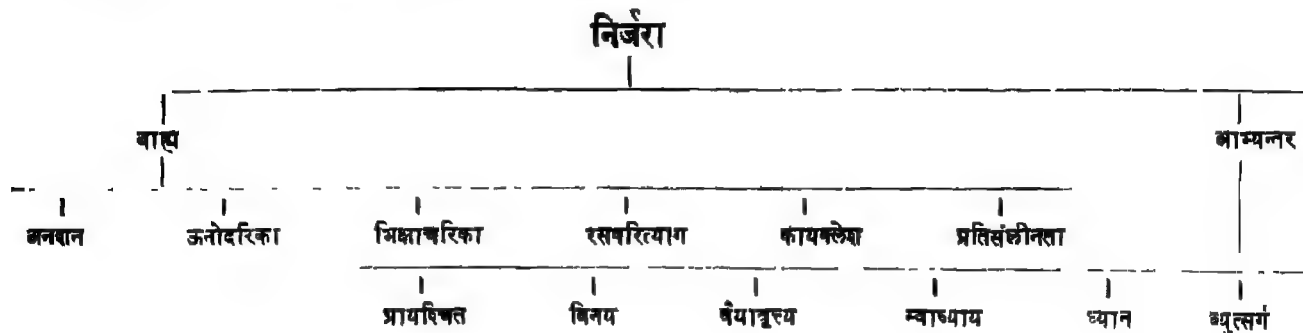 निर्जरा
बाह्य आभ्यन्तर
अनशन ऊनोदरिका भिक्षाचरिका रसपरित्याग कायक्लेश प्रतिसंलीनता
प्रायश्चित विनय वैयावृत्त्य स्वाध्याय ध्यान व्युत्सर्ग